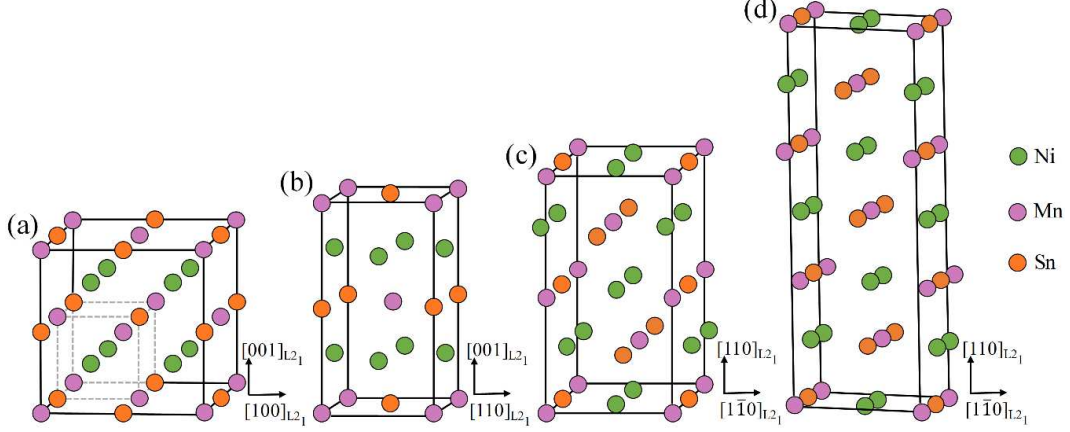 (a)
[001]L2₁
[100]L2₁
(b)
[001]L2₁
[110]L2₁
(c)
[110]L2₁
[11̄0]L2₁
(d)
[110]L2₁
[11̄0]L2₁
Ni
Mn
Sn